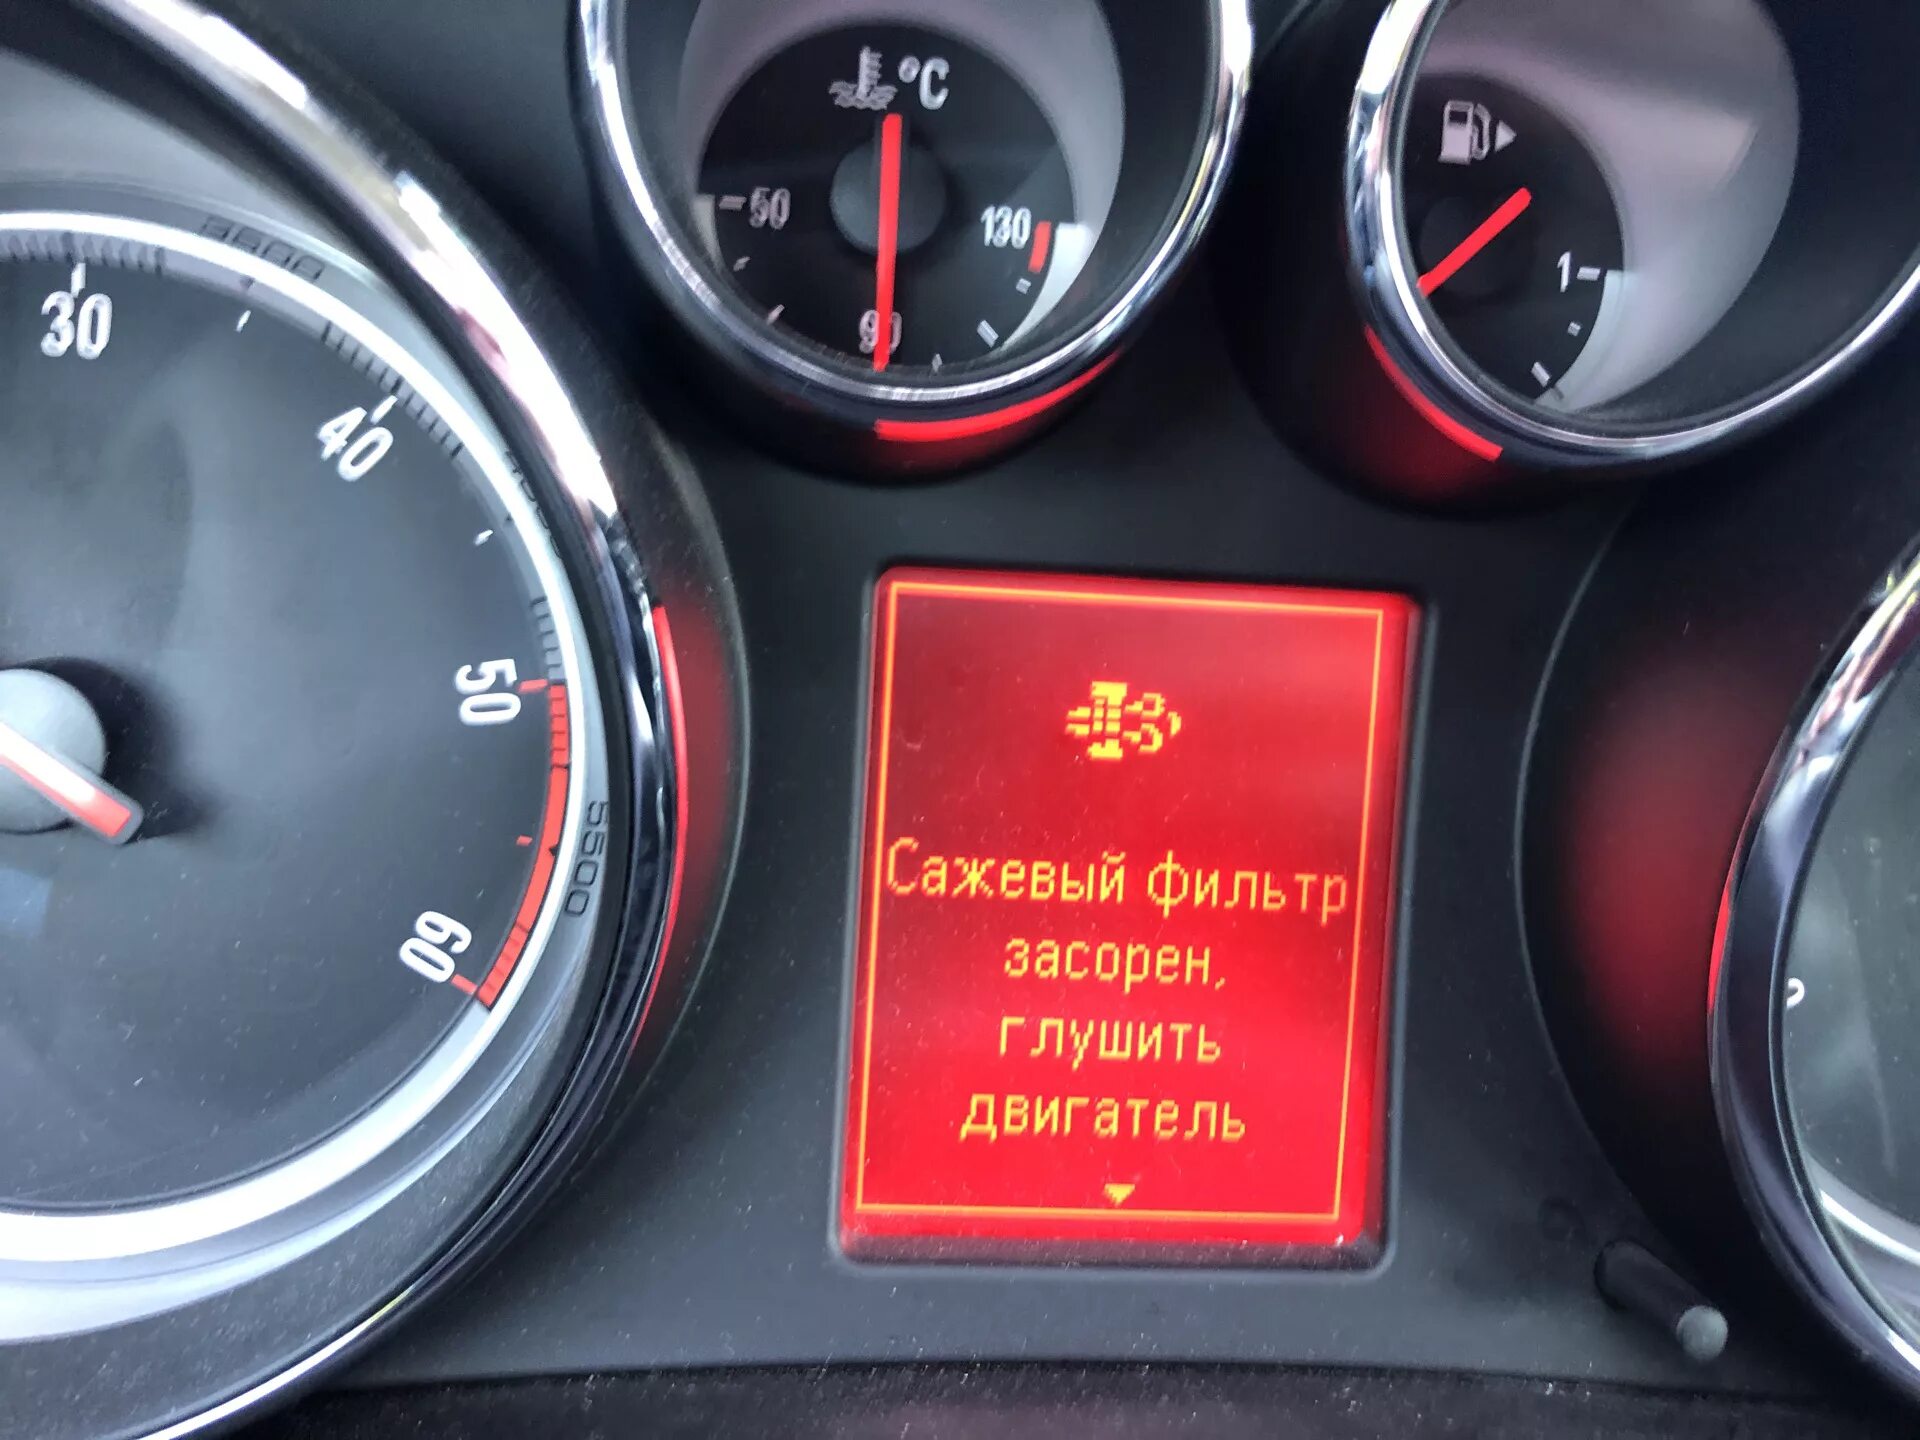 °C
50
130
90
1
30
40
50
60
5500
Сажевый фильтр
засорен,
глушить
двигатель